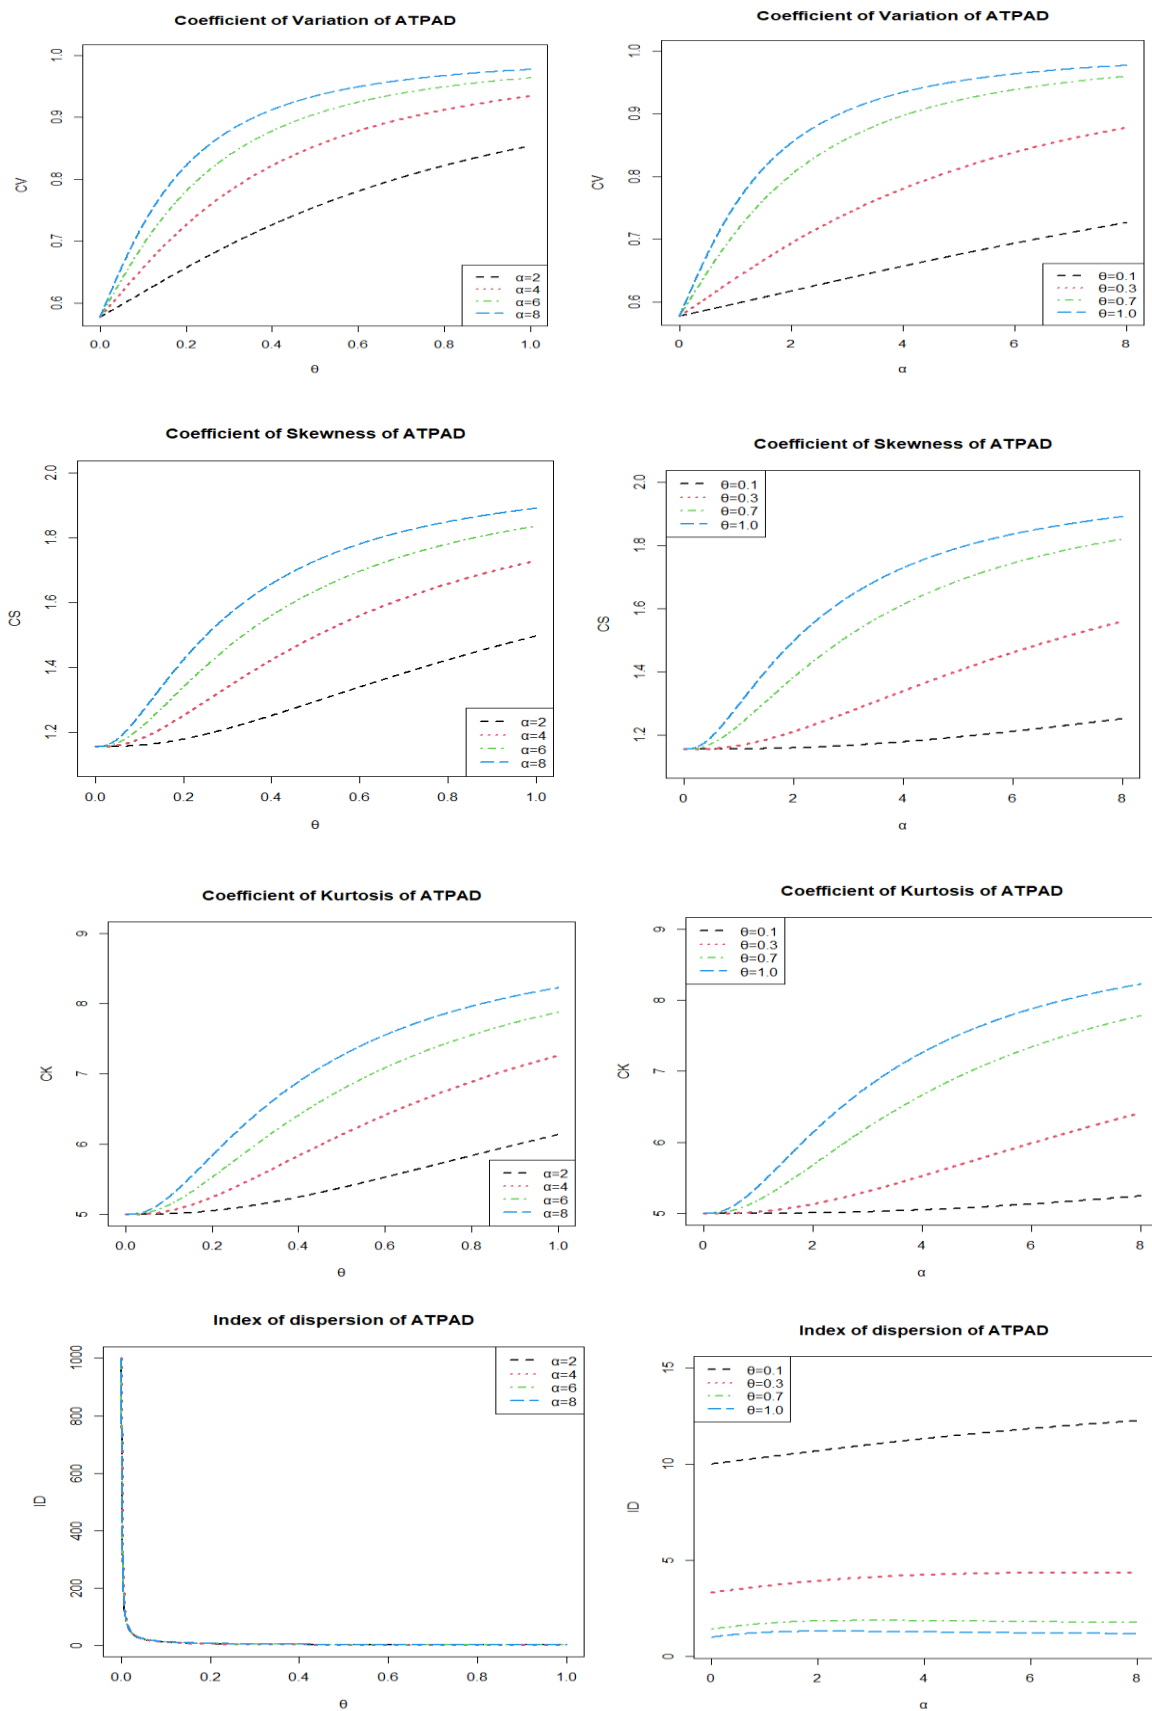 Coefficient of Variation of ATPAD
CV
0.6 0.7 0.8 0.9 1.0
0.0 0.2 0.4 0.6 0.8 1.0
θ
α=2
α=4
α=6
α=8
Coefficient of Variation of ATPAD
CV
0.6 0.7 0.8 0.9 1.0
0 2 4 6 8
α
θ=0.1
θ=0.3
θ=0.7
θ=1.0
Coefficient of Skewness of ATPAD
CS
1.2 1.4 1.6 1.8 2.0
0.0 0.2 0.4 0.6 0.8 1.0
θ
α=2
α=4
α=6
α=8
Coefficient of Skewness of ATPAD
CS
1.2 1.4 1.6 1.8 2.0
0 2 4 6 8
α
θ=0.1
θ=0.3
θ=0.7
θ=1.0
Coefficient of Kurtosis of ATPAD
CK
5 6 7 8 9
0.0 0.2 0.4 0.6 0.8 1.0
θ
α=2
α=4
α=6
α=8
Coefficient of Kurtosis of ATPAD
CK
5 6 7 8 9
0 2 4 6 8
α
θ=0.1
θ=0.3
θ=0.7
θ=1.0
Index of dispersion of ATPAD
ID
0 200 400 600 800 1000
0.0 0.2 0.4 0.6 0.8 1.0
θ
α=2
α=4
α=6
α=8
Index of dispersion of ATPAD
ID
0 5 10 15
0 2 4 6 8
α
θ=0.1
θ=0.3
θ=0.7
θ=1.0